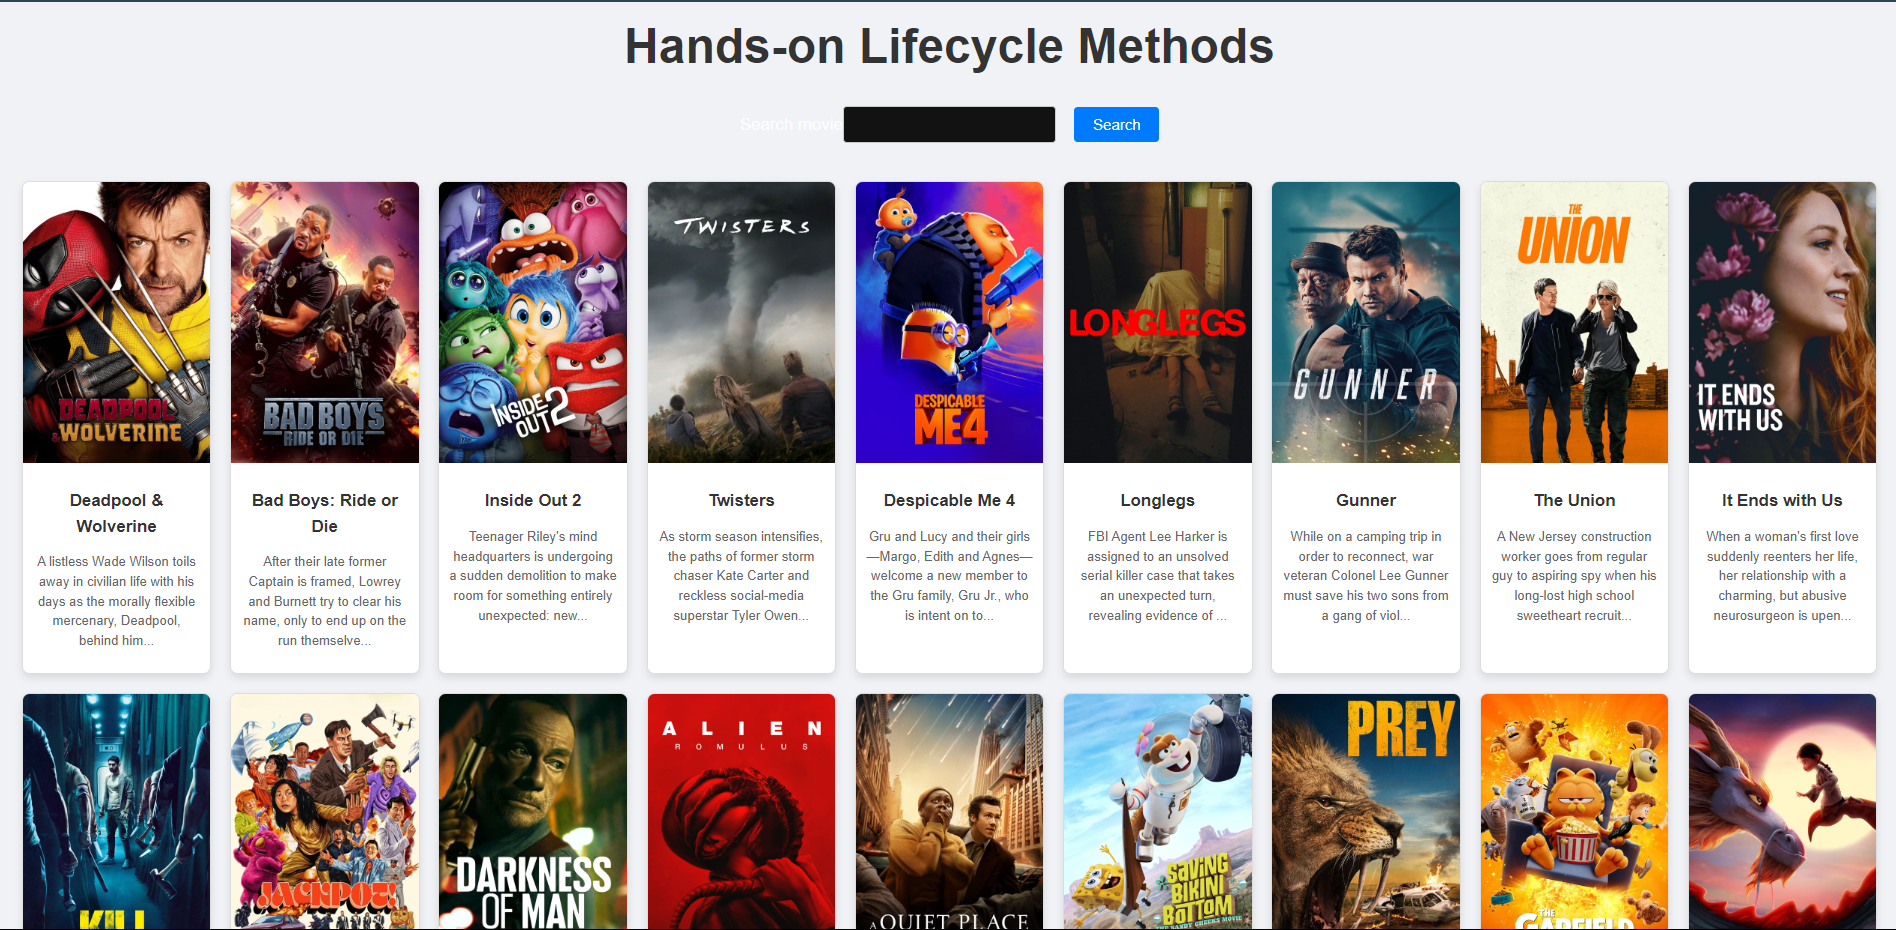 Hands-on Lifecycle Methods
Search movie
Search
DEADPOOL
& WOLVERINE
BAD BOYS
RIDE OR DIE
INSIDE
OUT 2
TWISTERS
DESPICABLE
ME 4
LONGLEGS
GUNNER
THE
UNION
IT ENDS
WITH US
Deadpool &
Wolverine
A listless Wade Wilson toils
away in civilian life with his
days as the morally flexible
mercenary, Deadpool,
behind him...
Bad Boys: Ride or
Die
After their late former
Captain is framed, Lowrey
and Burnett try to clear his
name, only to end up on the
run themselve...
Inside Out 2
Teenager Riley's mind
headquarters is undergoing
a sudden demolition to make
room for something entirely
unexpected: new...
Twisters
As storm season intensifies,
the paths of former storm
chaser Kate Carter and
reckless social-media
superstar Tyler Owen...
Despicable Me 4
Gru and Lucy and their girls
—Margo, Edith and Agnes—
welcome a new member to
the Gru family, Gru Jr., who
is intent on to...
Longlegs
FBI Agent Lee Harker is
assigned to an unsolved
serial killer case that takes
an unexpected turn,
revealing evidence of ...
Gunner
While on a camping trip in
order to reconnect, war
veteran Colonel Lee Gunner
must save his two sons from
a gang of viol...
The Union
A New Jersey construction
worker goes from regular
guy to aspiring spy when his
long-lost high school
sweetheart recruit...
It Ends with Us
When a woman's first love
suddenly reenters her life,
her relationship with a
charming, but abusive
neurosurgeon is upen...
KILL
JACKPOT!
DARKNESS
OF MAN
ALIEN
ROMULUS
A QUIET PLACE
SAVING
BIKINI
BOTTOM
THE SANDY CHEEKS MOVIE
PREY
THE
GARFIELD